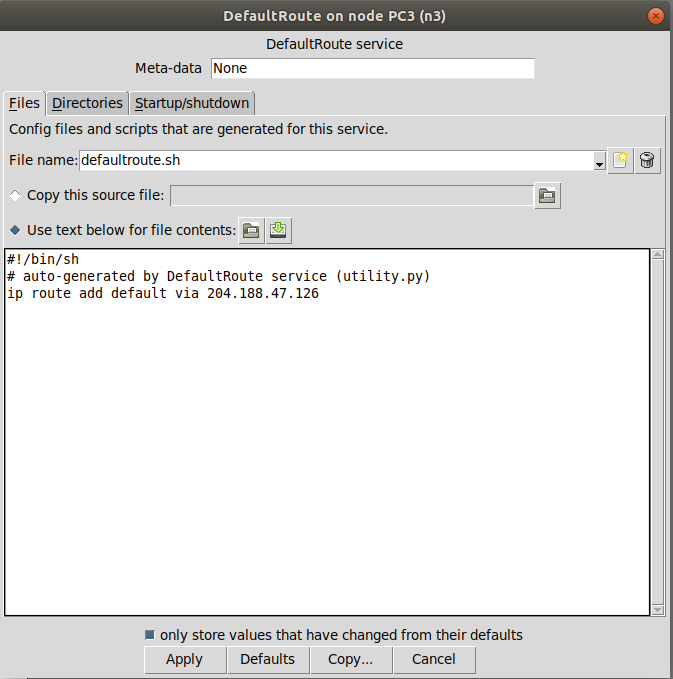 DefaultRoute on node PC3 (n3)
DefaultRoute service
Meta-data None
Files Directories Startup/shutdown
Config files and scripts that are generated for this service.
File name: defaultroute.sh
Copy this source file:
Use text below for file contents:
#!/bin/sh
# auto-generated by DefaultRoute service (utility.py)
ip route add default via 204.188.47.126
only store values that have changed from their defaults
Apply Defaults Copy... Cancel